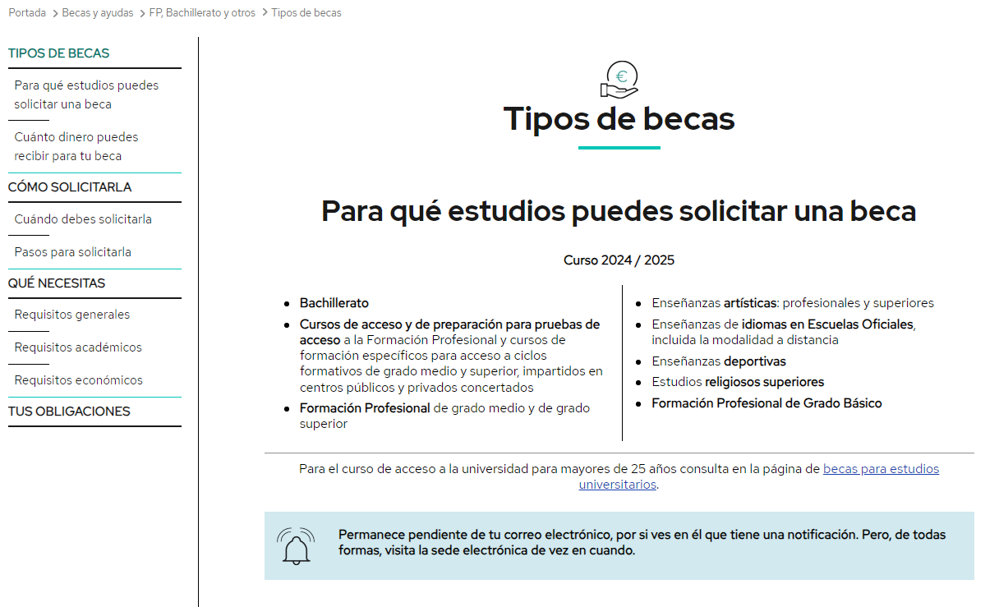 Portada > Becas y ayudas > FP, Bachillerato y otros > Tipos de becas
TIPOS DE BECAS
Para qué estudios puedes
solicitar una beca
Cuánto dinero puedes
recibir para tu beca
CÓMO SOLICITARLA
Cuándo debes solicitarla
Pasos para solicitarla
QUÉ NECESITAS
Requisitos generales
Requisitos académicos
Requisitos económicos
TUS OBLIGACIONES
€
Tipos de becas
Para qué estudios puedes solicitar una beca
Curso 2024 / 2025
• Bachillerato
• Cursos de acceso y de preparación para pruebas de
acceso a la Formación Profesional y cursos de
formación específicos para acceso a ciclos
formativos de grado medio y superior, impartidos en
centros públicos y privados concertados
• Formación Profesional de grado medio y de grado
superior
• Enseñanzas artísticas: profesionales y superiores
• Enseñanzas de idiomas en Escuelas Oficiales,
incluida la modalidad a distancia
• Enseñanzas deportivas
• Estudios religiosos superiores
• Formación Profesional de Grado Básico
Para el curso de acceso a la universidad para mayores de 25 años consulta en la página de becas para estudios
universitarios.
Permanece pendiente de tu correo electrónico, por si ves en él que tiene una notificación. Pero, de todas
formas, visita la sede electrónica de vez en cuando.